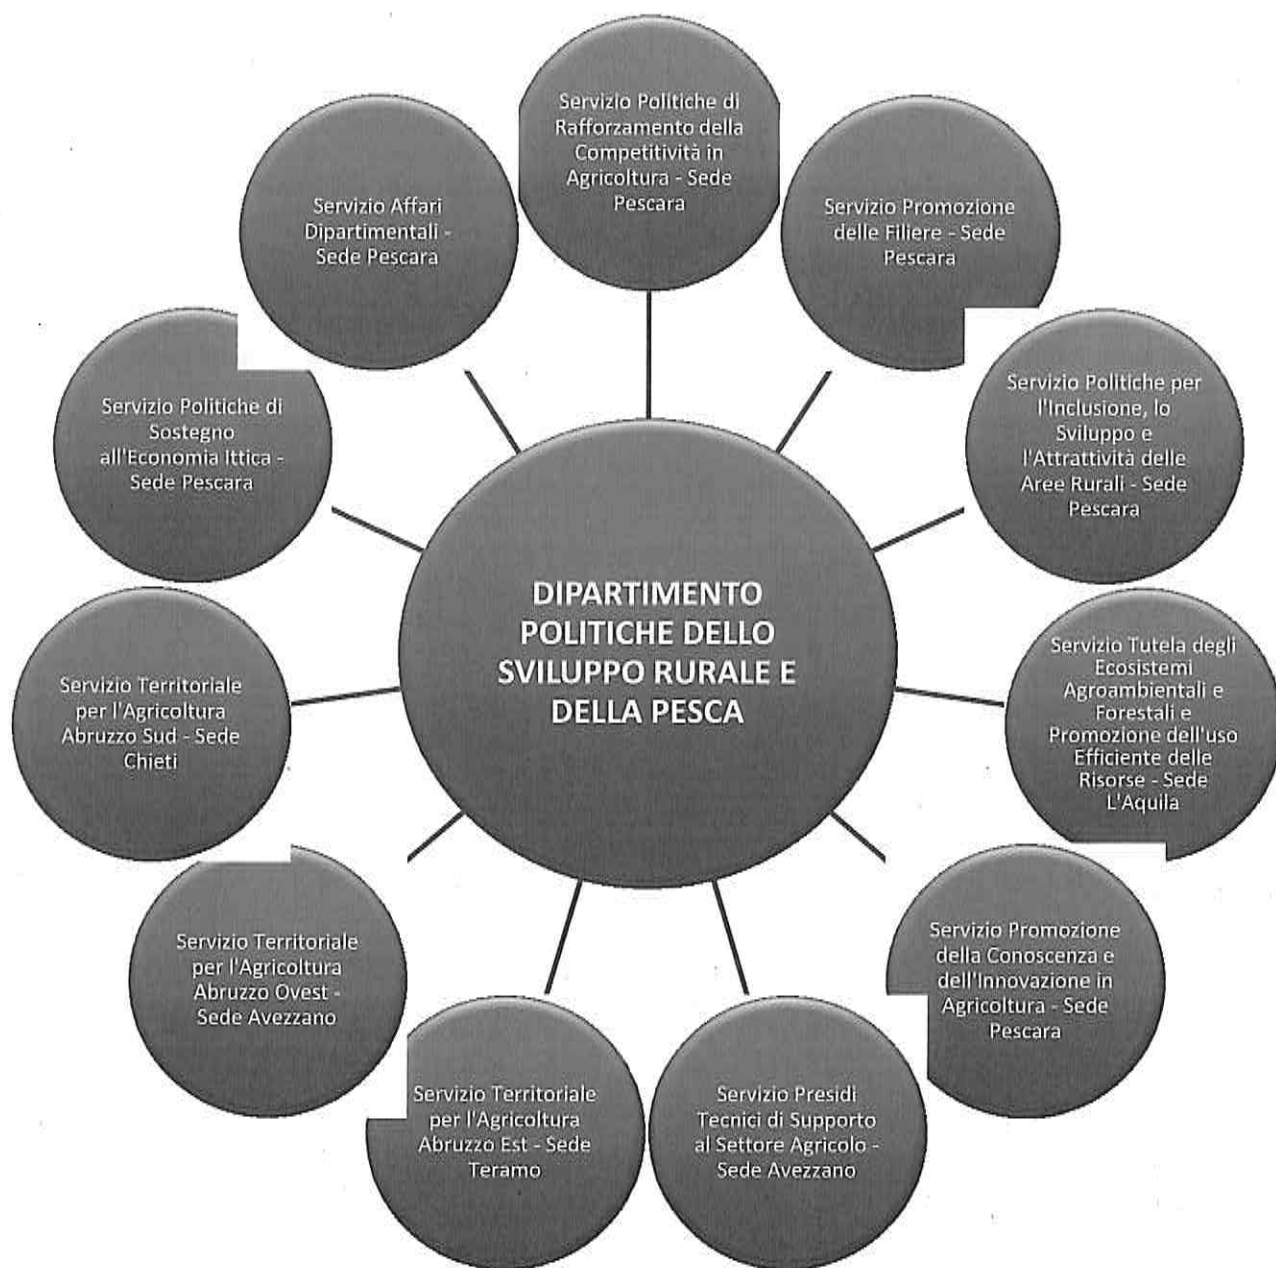 Servizio Politiche di
Rafforzamento della
Competitività in
Agricoltura - Sede
Pescara
Servizio Promozione
delle Filiere - Sede
Pescara
Servizio Politiche per
l'Inclusione, lo
Sviluppo e
l'Attrattività delle
Aree Rurali - Sede
Pescara
Servizio Tutela degli
Ecosistemi
Agroambientali e
Forestali e
Promozione dell'uso
Efficiente delle
Risorse - Sede
L'Aquila
Servizio Promozione
della Conoscenza e
dell'Innovazione in
Agricoltura - Sede
Pescara
Servizio Presidi
Tecnici di Supporto
al Settore Agricolo -
Sede Avezzano
Servizio Territoriale
per l'Agricoltura
Abruzzo Est - Sede
Teramo
Servizio Territoriale
per l'Agricoltura
Abruzzo Ovest -
Sede Avezzano
Servizio Territoriale
per l'Agricoltura
Abruzzo Sud - Sede
Chieti
Servizio Politiche di
Sostegno
all'Economia Ittica -
Sede Pescara
Servizio Affari
Dipartimentali -
Sede Pescara
DIPARTIMENTO
POLITICHE DELLO
SVILUPPO RURALE E
DELLA PESCA